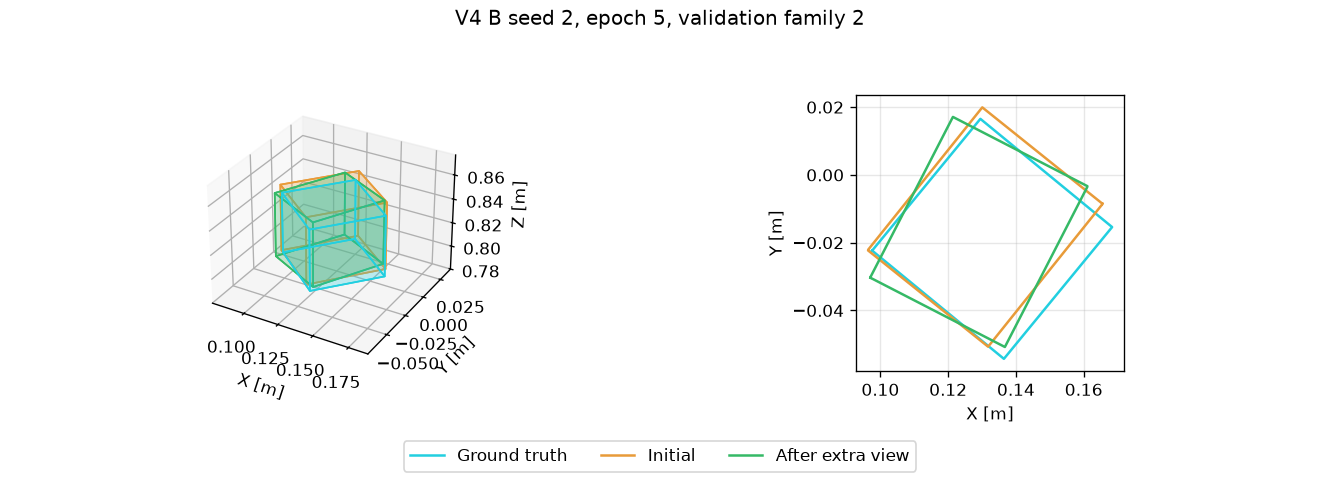 V4 B seed 2, epoch 5, validation family 2
0.86
0.84
0.82
0.80
0.78
Z [m]
0.025
0.000
−0.025
−0.050
Y [m]
0.100
0.125
0.150
0.175
X [m]
0.02
0.00
−0.02
−0.04
Y [m]
0.10 0.12 0.14 0.16
X [m]
Ground truth Initial After extra view